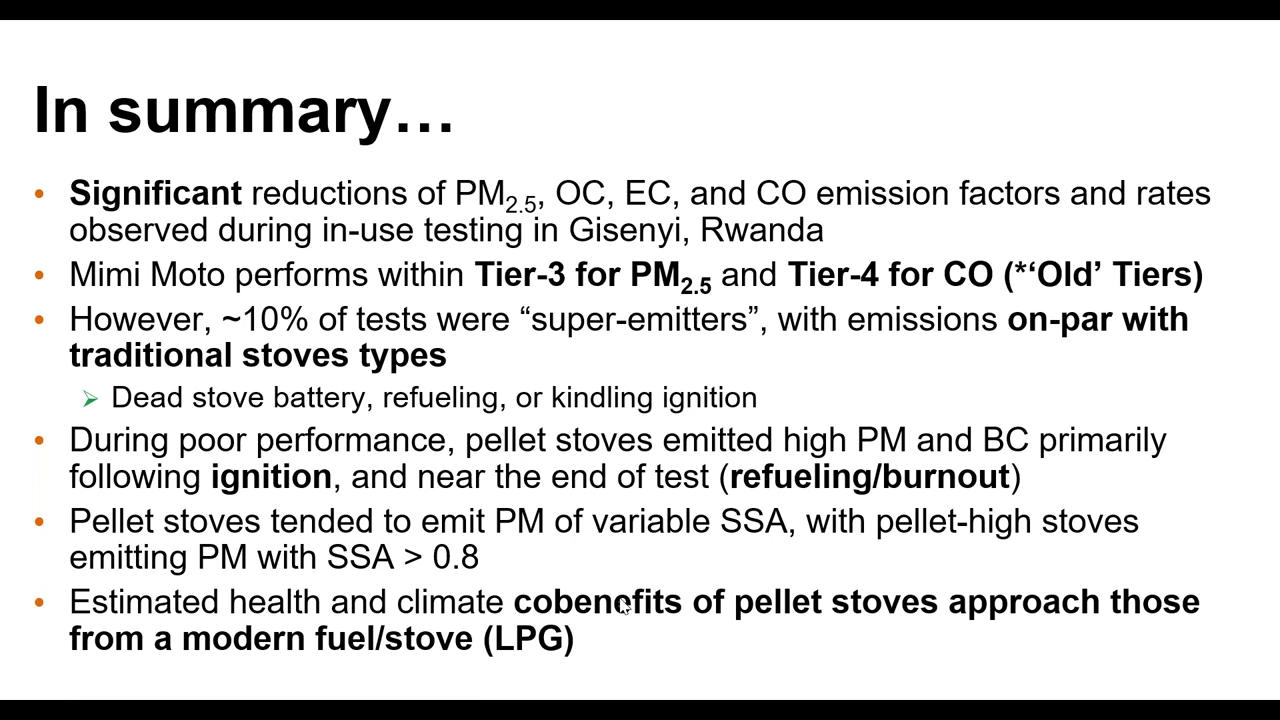 In summary…
• Significant reductions of PM2.5, OC, EC, and CO emission factors and rates
observed during in-use testing in Gisenyi, Rwanda
• Mimi Moto performs within Tier-3 for PM2.5 and Tier-4 for CO (*‘Old’ Tiers)
• However, ~10% of tests were “super-emitters”, with emissions on-par with
traditional stoves types
➢ Dead stove battery, refueling, or kindling ignition
• During poor performance, pellet stoves emitted high PM and BC primarily
following ignition, and near the end of test (refueling/burnout)
• Pellet stoves tended to emit PM of variable SSA, with pellet-high stoves
emitting PM with SSA > 0.8
• Estimated health and climate cobenefits of pellet stoves approach those
from a modern fuel/stove (LPG)